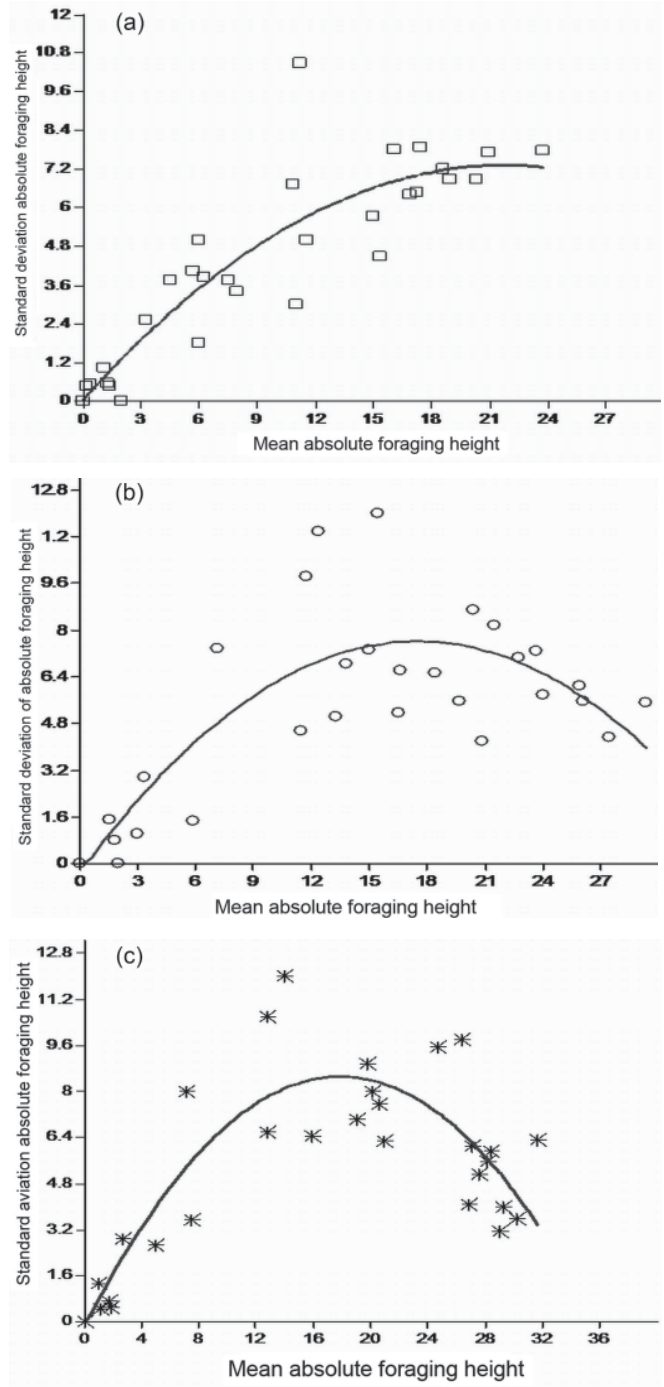 (a)
Standard deviation absolute foraging height
12
10.8
9.6
8.4
7.2
6
4.8
3.6
2.4
1.2
0
0 3 6 9 12 15 18 21 24 27
Mean absolute foraging height
(b)
Standard deviation of absolute foraging height
12.8
1.2
9.6
8
6.4
4.8
3.2
1.6
0
0 3 6 9 12 15 18 21 24 27
Mean absolute foraging height
(c)
Standard aviation absolute foraging height
12.8
11.2
9.6
8
6.4
4.8
3.2
1.6
0
0 4 8 12 16 20 24 28 32 36
Mean absolute foraging height